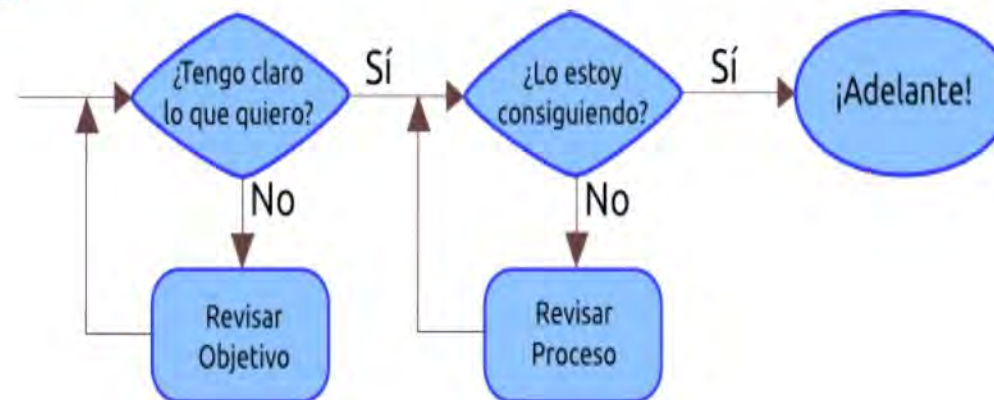 ¿Tengo claro
lo que quiero?
Sí
¿Lo estoy
consiguiendo?
Sí
¡Adelante!
No
No
Revisar
Objetivo
Revisar
Proceso